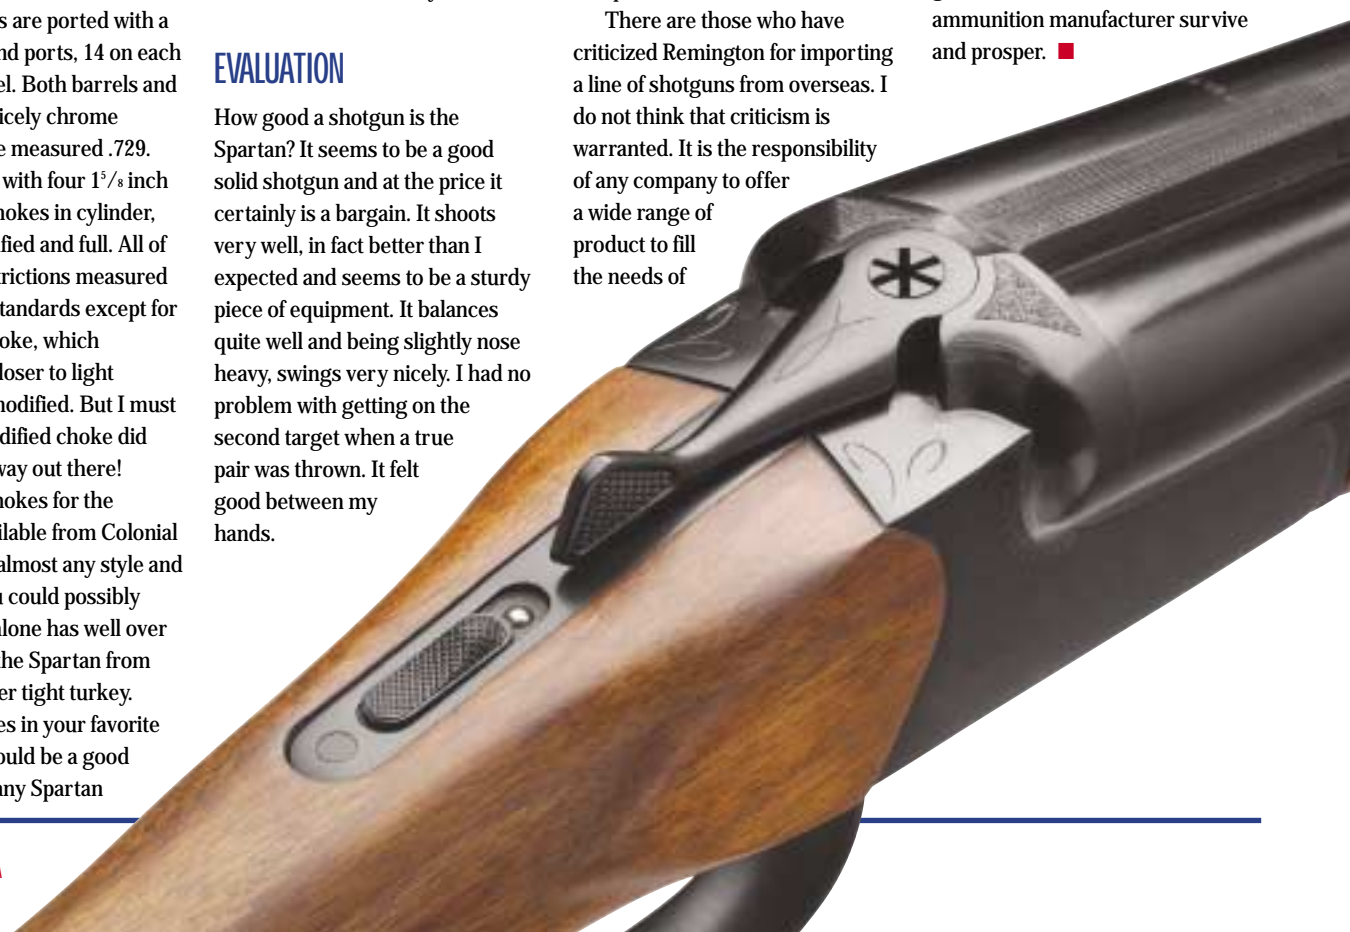 s are ported with a
nd ports, 14 on each
el. Both barrels and
icely chrome
e measured .729.
with four 1⁵/₈ inch
hokes in cylinder,
ified and full. All of
trictions measured
standards except for
oke, which
loser to light
modified. But I must
dified choke did
way out there!
hokes for the
ilable from Colonial
almost any style and
u could possibly
alone has well over
the Spartan from
er tight turkey.
es in your favorite
ould be a good
any Spartan
EVALUATION
How good a shotgun is the
Spartan? It seems to be a good
solid shotgun and at the price it
certainly is a bargain. It shoots
very well, in fact better than I
expected and seems to be a sturdy
piece of equipment. It balances
quite well and being slightly nose
heavy, swings very nicely. I had no
problem with getting on the
second target when a true
pair was thrown. It felt
good between my
hands.
There are those who have
criticized Remington for importing
a line of shotguns from overseas. I
do not think that criticism is
warranted. It is the responsibility
of any company to offer
a wide range of
product to fill
the needs of
ammunition manufacturer survive
and prosper.